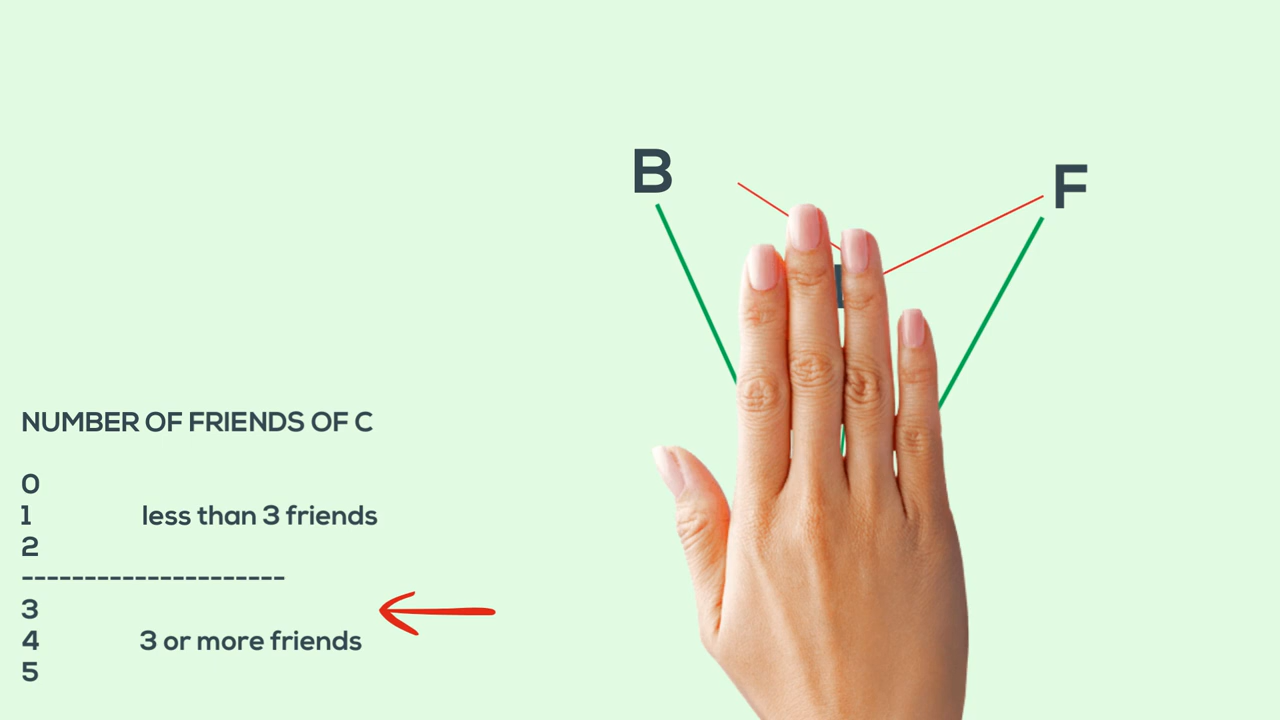 B
F
NUMBER OF FRIENDS OF C
0
1 less than 3 friends
2
---------------------
3
4 3 or more friends
5